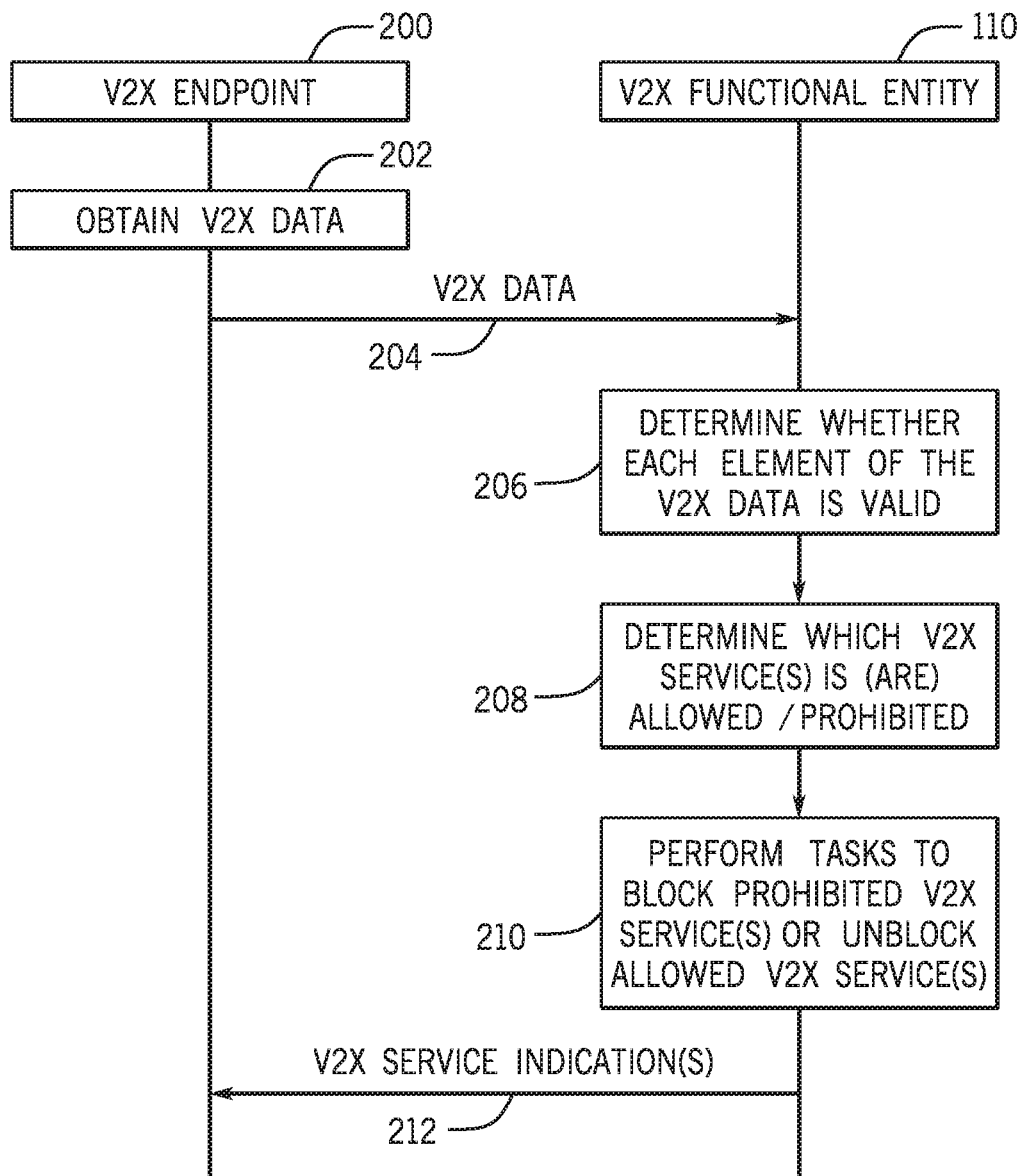 200
110
V2X ENDPOINT
V2X FUNCTIONAL ENTITY
202
OBTAIN V2X DATA
V2X DATA
204
DETERMINE WHETHER
EACH ELEMENT OF THE
V2X DATA IS VALID
206
DETERMINE WHICH V2X
SERVICE(S) IS (ARE)
ALLOWED / PROHIBITED
208
PERFORM TASKS TO
BLOCK PROHIBITED V2X
SERVICE(S) OR UNBLOCK
ALLOWED V2X SERVICE(S)
210
V2X SERVICE INDICATION(S)
212